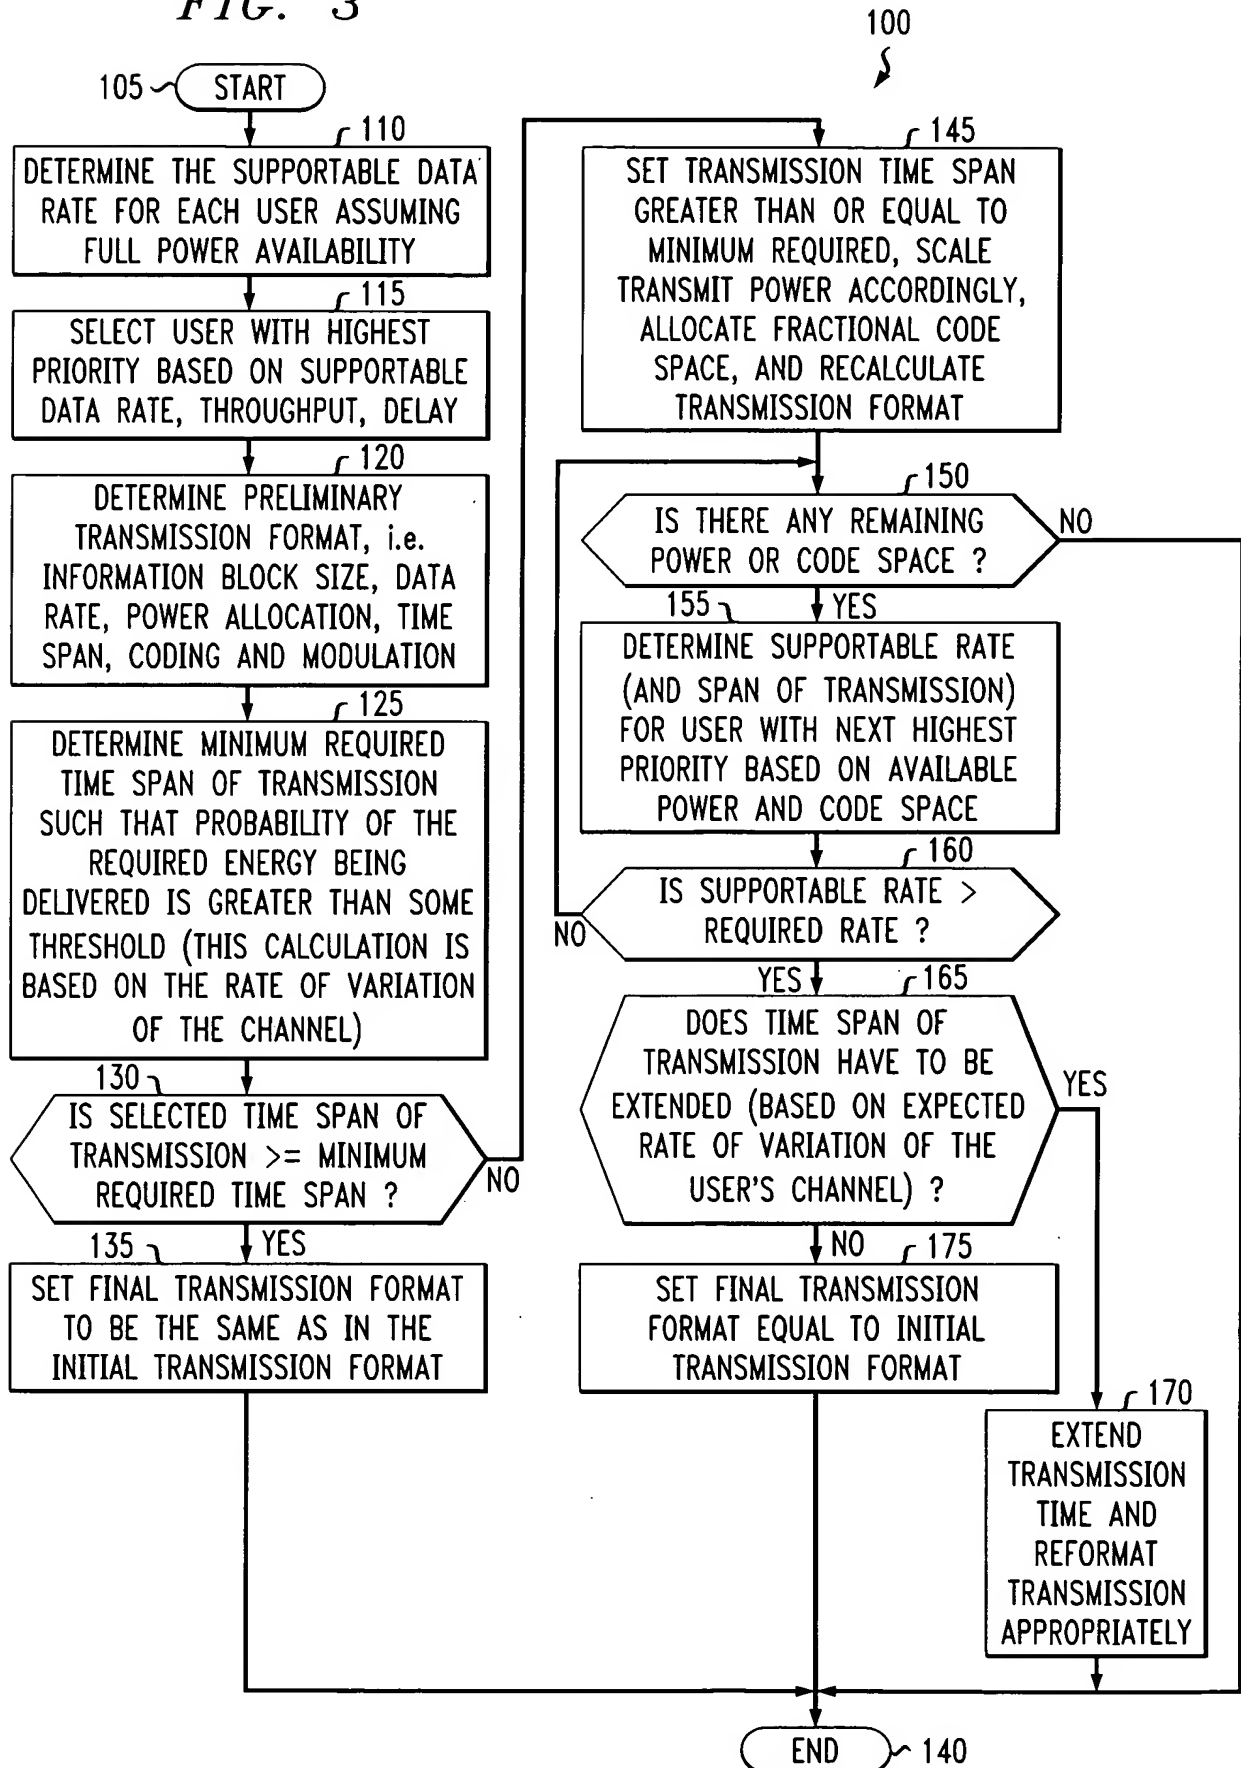 FIG. 3
100
105
START
110
DETERMINE THE SUPPORTABLE DATA
RATE FOR EACH USER ASSUMING
FULL POWER AVAILABILITY
115
SELECT USER WITH HIGHEST
PRIORITY BASED ON SUPPORTABLE
DATA RATE, THROUGHPUT, DELAY
120
DETERMINE PRELIMINARY
TRANSMISSION FORMAT, i.e.
INFORMATION BLOCK SIZE, DATA
RATE, POWER ALLOCATION, TIME
SPAN, CODING AND MODULATION
125
DETERMINE MINIMUM REQUIRED
TIME SPAN OF TRANSMISSION
SUCH THAT PROBABILITY OF THE
REQUIRED ENERGY BEING
DELIVERED IS GREATER THAN SOME
THRESHOLD (THIS CALCULATION IS
BASED ON THE RATE OF VARIATION
OF THE CHANNEL)
130
IS SELECTED TIME SPAN OF
TRANSMISSION >= MINIMUM
REQUIRED TIME SPAN ?
NO
YES
135
SET FINAL TRANSMISSION FORMAT
TO BE THE SAME AS IN THE
INITIAL TRANSMISSION FORMAT
145
SET TRANSMISSION TIME SPAN
GREATER THAN OR EQUAL TO
MINIMUM REQUIRED, SCALE
TRANSMIT POWER ACCORDINGLY,
ALLOCATE FRACTIONAL CODE
SPACE, AND RECALCULATE
TRANSMISSION FORMAT
150
IS THERE ANY REMAINING
POWER OR CODE SPACE ?
NO
YES
155
DETERMINE SUPPORTABLE RATE
(AND SPAN OF TRANSMISSION)
FOR USER WITH NEXT HIGHEST
PRIORITY BASED ON AVAILABLE
POWER AND CODE SPACE
160
IS SUPPORTABLE RATE >
REQUIRED RATE ?
NO
YES
165
DOES TIME SPAN OF
TRANSMISSION HAVE TO BE
EXTENDED (BASED ON EXPECTED
RATE OF VARIATION OF THE
USER'S CHANNEL) ?
YES
NO
175
SET FINAL TRANSMISSION
FORMAT EQUAL TO INITIAL
TRANSMISSION FORMAT
170
EXTEND
TRANSMISSION
TIME AND
REFORMAT
TRANSMISSION
APPROPRIATELY
END
140